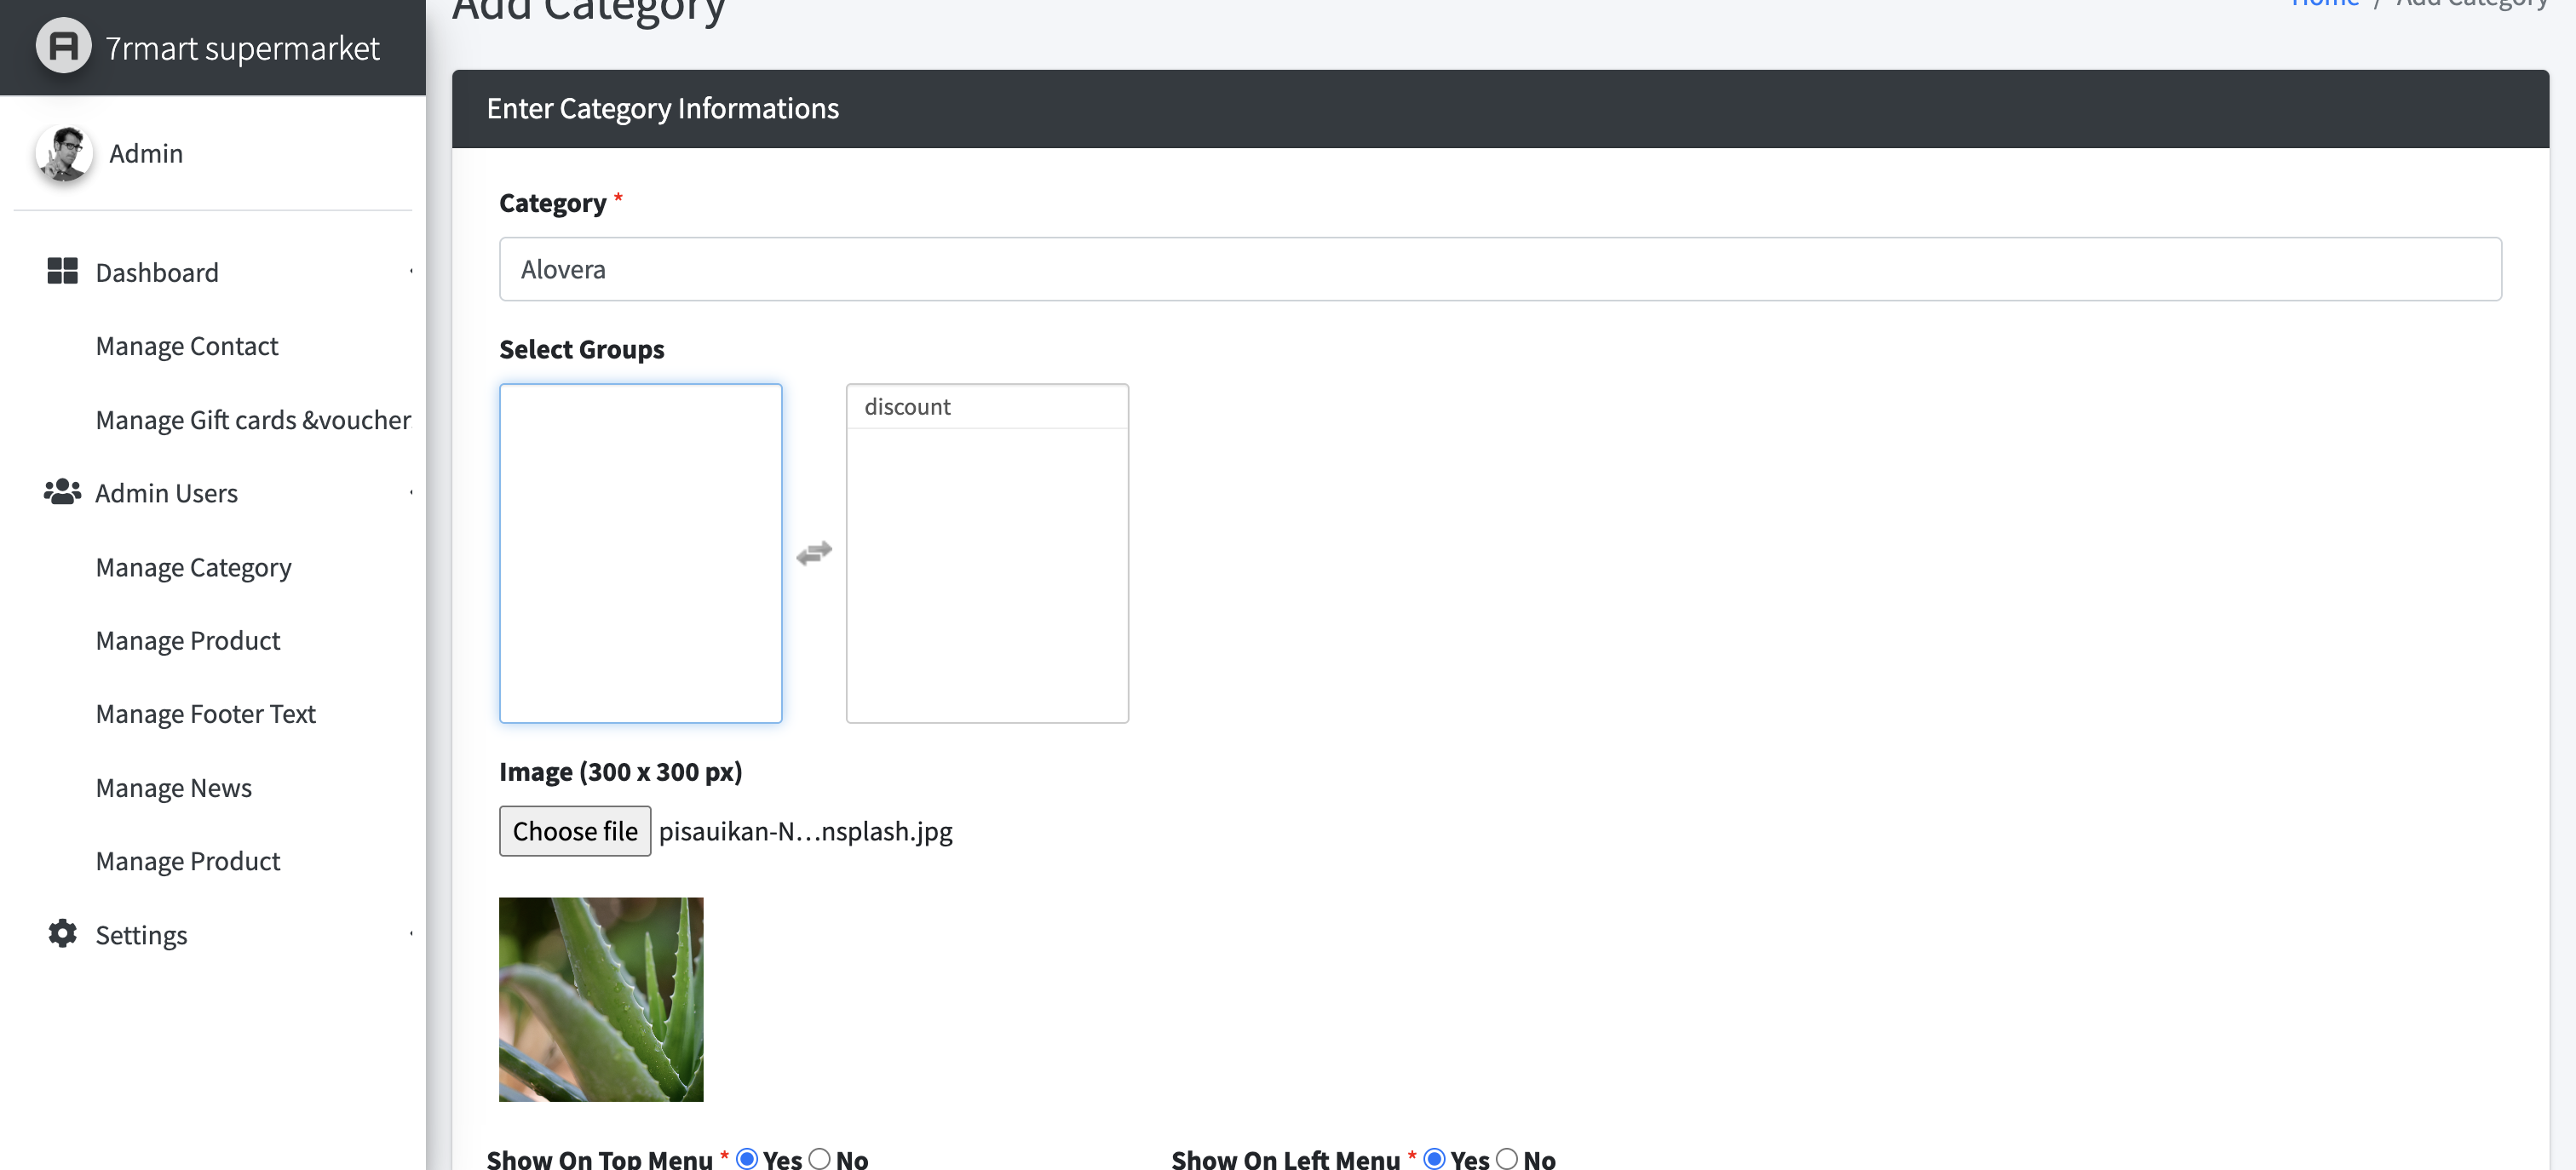 Add Category
Home / Add Category
7rmart supermarket
Admin
Dashboard
Manage Contact
Manage Gift cards &voucher
Admin Users
Manage Category
Manage Product
Manage Footer Text
Manage News
Manage Product
Settings
Enter Category Informations
Category *
Alovera
Select Groups
discount
Image (300 x 300 px)
Choose file pisauikan-N...nsplash.jpg
Show On Top Menu * Yes No
Show On Left Menu * Yes No